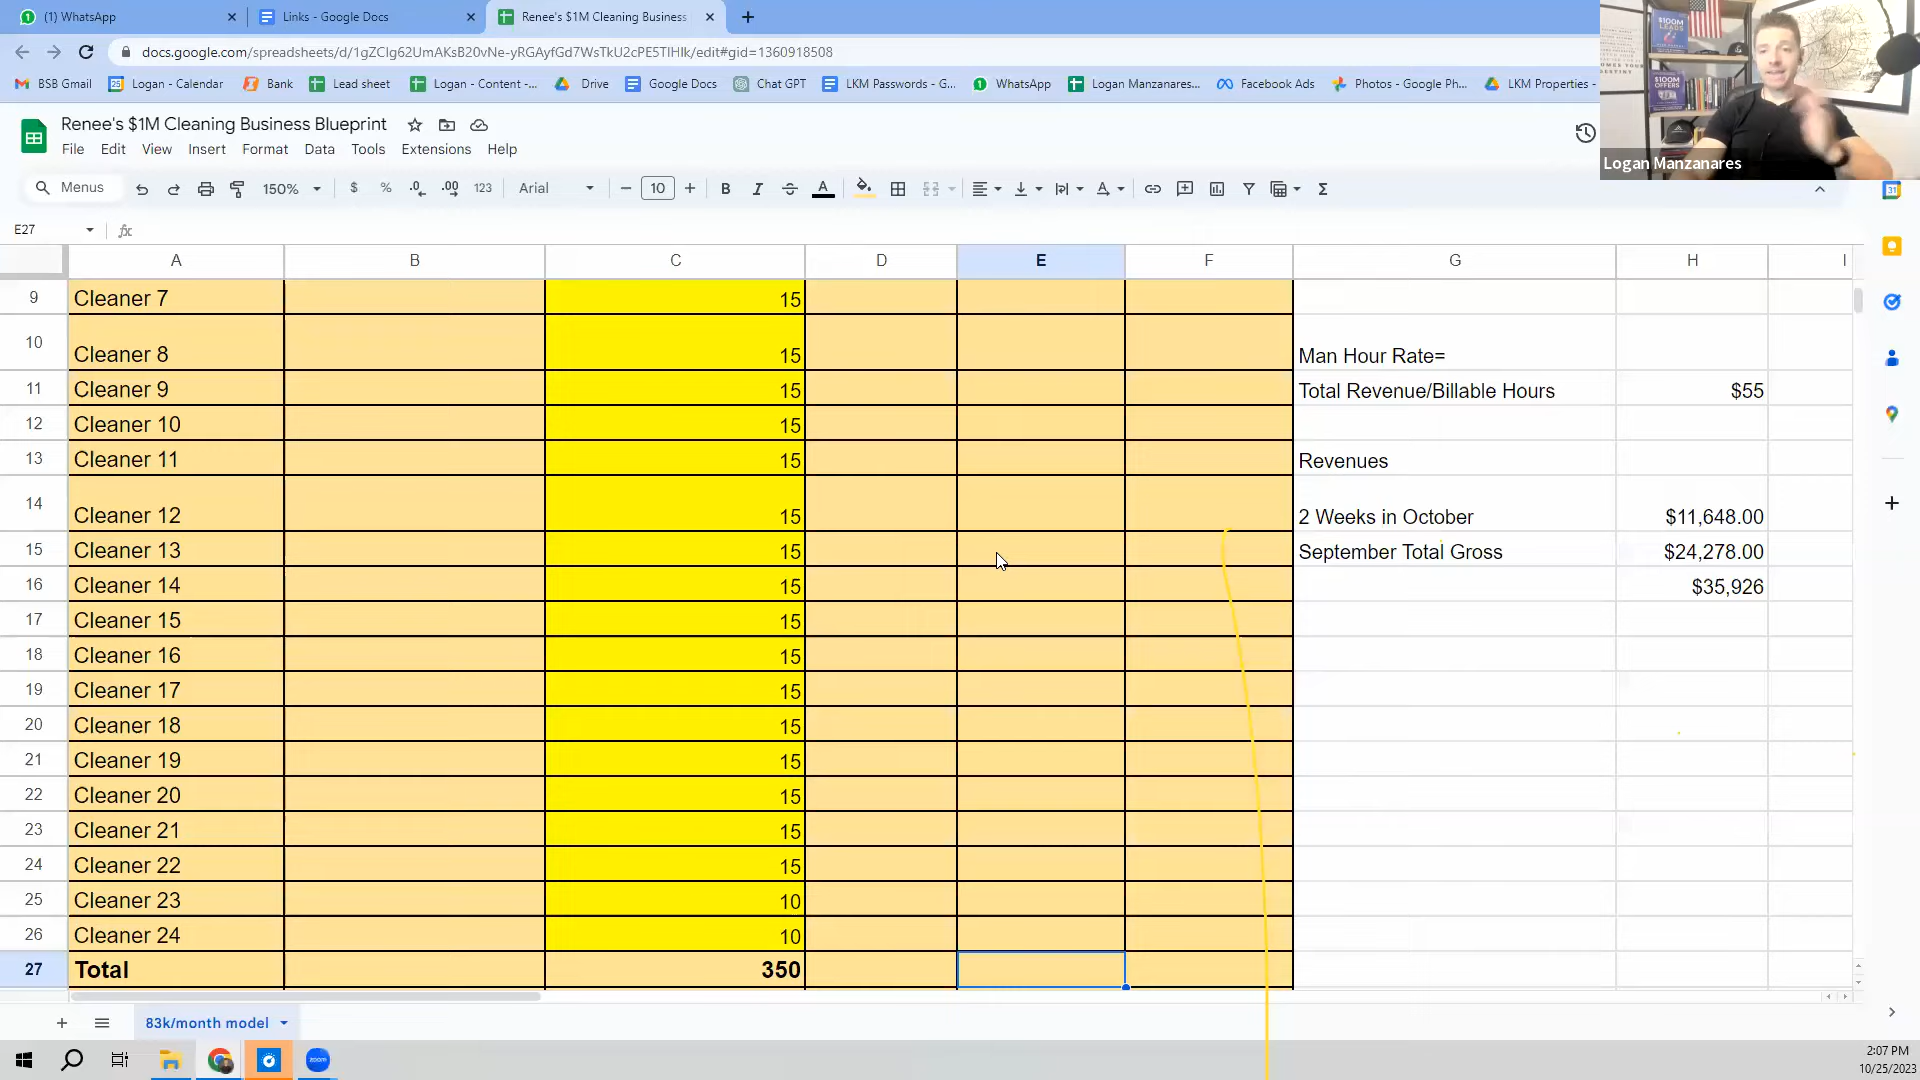 (1) WhatsApp
Links - Google Docs
Renee's $1M Cleaning Business
docs.google.com/spreadsheets/d/1gZClg62UmAKsB20vNe-yRGAyfGd7WsTkU2cPE5TIHIk/edit#gid=1360918508
BSB Gmail
Logan - Calendar
Bank
Lead sheet
Logan - Content -...
Drive
Google Docs
Chat GPT
LKM Passwords - G...
WhatsApp
Logan Manzanares...
Facebook Ads
Photos - Google Ph...
LKM Properties -
$100M
LEADS
$100M
OFFERS
DESTINY
Logan Manzanares
Renee's $1M Cleaning Business Blueprint
File Edit View Insert Format Data Tools Extensions Help
Menus 150% $ % .0 .00 123 Arial 10 B I A
E27 fx
A B C D E F G H I
9 Cleaner 7 15
10 Cleaner 8 15 Man Hour Rate=
11 Cleaner 9 15 Total Revenue/Billable Hours $55
12 Cleaner 10 15
13 Cleaner 11 15 Revenues
14 Cleaner 12 15 2 Weeks in October $11,648.00
15 Cleaner 13 15 September Total Gross $24,278.00
16 Cleaner 14 15 $35,926
17 Cleaner 15 15
18 Cleaner 16 15
19 Cleaner 17 15
20 Cleaner 18 15
21 Cleaner 19 15
22 Cleaner 20 15
23 Cleaner 21 15
24 Cleaner 22 15
25 Cleaner 23 10
26 Cleaner 24 10
27 Total 350
83k/month model
zoom
2:07 PM
10/25/2023